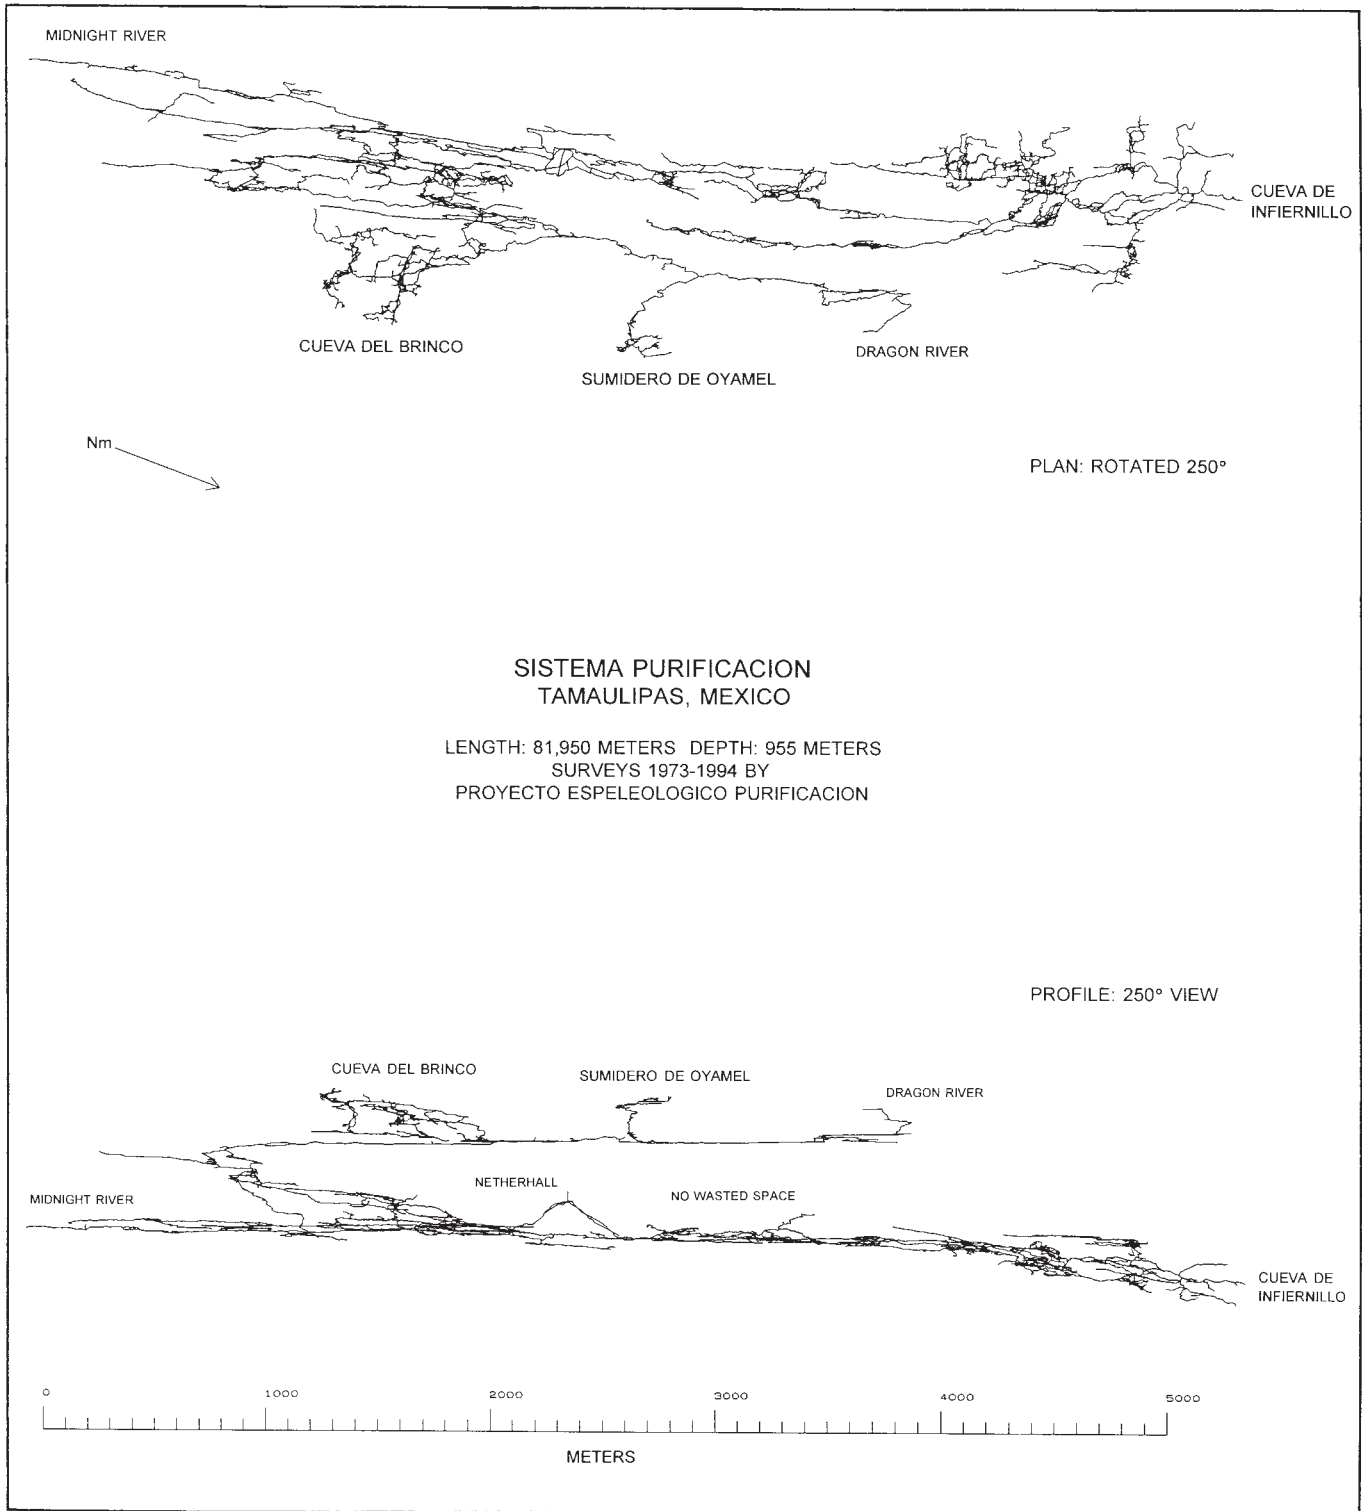 MIDNIGHT RIVER
CUEVA DE
INFIERNILLO
CUEVA DEL BRINCO
DRAGON RIVER
SUMIDERO DE OYAMEL
Nm
PLAN: ROTATED 250°
SISTEMA PURIFICACION
TAMAULIPAS, MEXICO
LENGTH: 81,950 METERS DEPTH: 955 METERS
SURVEYS 1973-1994 BY
PROYECTO ESPELEOLOGICO PURIFICACION
PROFILE: 250° VIEW
CUEVA DEL BRINCO
SUMIDERO DE OYAMEL
DRAGON RIVER
NETHERHALL
NO WASTED SPACE
MIDNIGHT RIVER
CUEVA DE
INFIERNILLO
0 1000 2000 3000 4000 5000
METERS